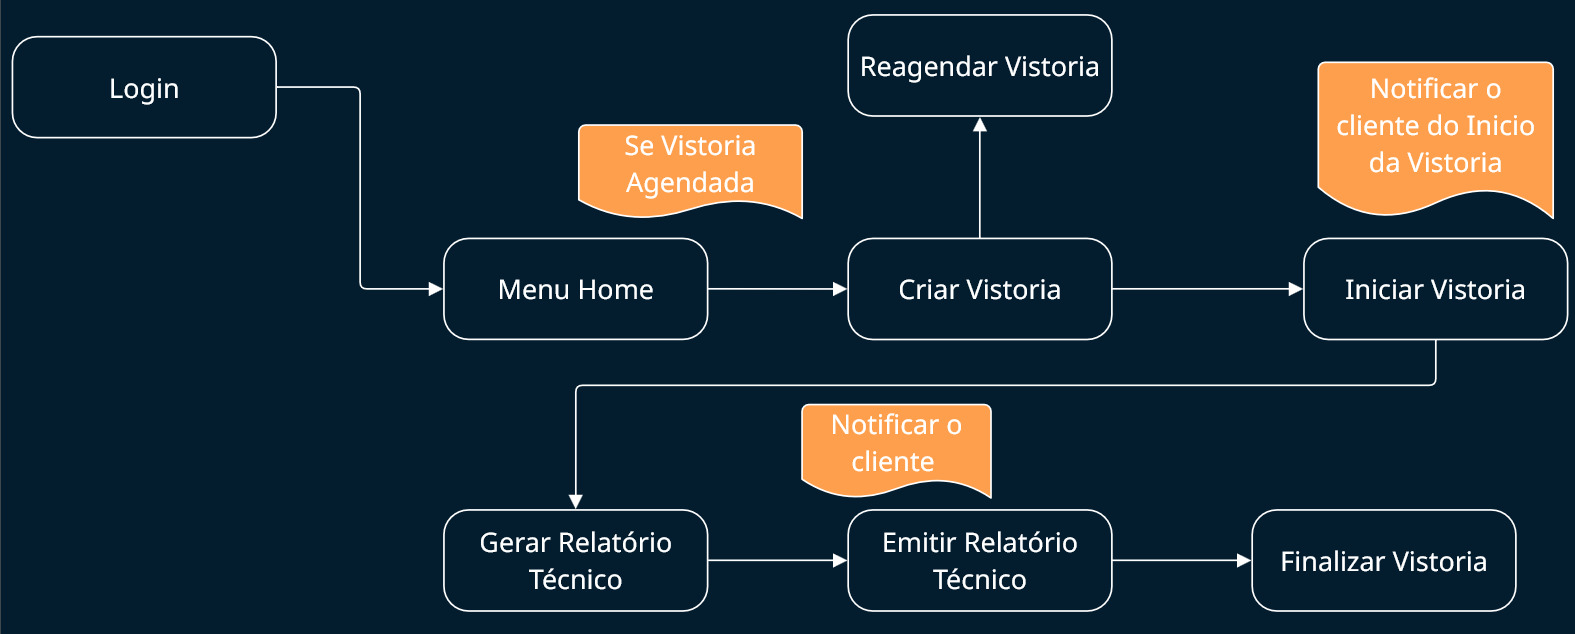 Login
Reagendar Vistoria
Se Vistoria
Agendada
Notificar o
cliente do Inicio
da Vistoria
Menu Home
Criar Vistoria
Iniciar Vistoria
Notificar o
cliente
Gerar Relatório
Técnico
Emitir Relatório
Técnico
Finalizar Vistoria